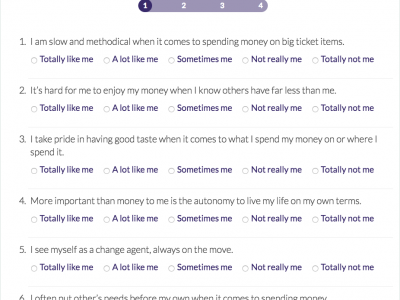 1 2 3 4
1. I am slow and methodical when it comes to spending money on big ticket items.
Totally like me A lot like me Sometimes me Not really me Totally not me
2. It's hard for me to enjoy my money when I know others have far less than me.
Totally like me A lot like me Sometimes me Not really me Totally not me
3. I take pride in having good taste when it comes to what I spend my money on or where I
spend it.
Totally like me A lot like me Sometimes me Not really me Totally not me
4. More important than money to me is the autonomy to live my life on my own terms.
Totally like me A lot like me Sometimes me Not really me Totally not me
5. I see myself as a change agent, always on the move.
Totally like me A lot like me Sometimes me Not really me Totally not me
6. I often put other's needs before my own when it comes to spending money.